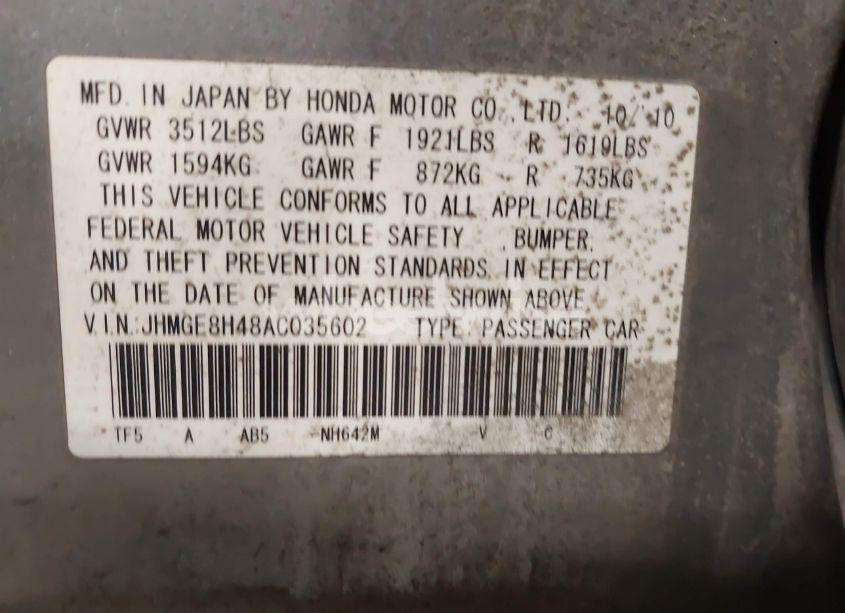 MFD. IN JAPAN BY HONDA MOTOR CO., LTD. 10/10
GVWR 3512LBS GAWR F 1921LBS R 1619LBS
GVWR 1594KG GAWR F 872KG R 735KG
THIS VEHICLE CONFORMS TO ALL APPLICABLE
FEDERAL MOTOR VEHICLE SAFETY, BUMPER,
AND THEFT PREVENTION STANDARDS IN EFFECT
ON THE DATE OF MANUFACTURE SHOWN ABOVE.
V.I.N.:JHMGE8H48AC035602 TYPE: PASSENGER CAR
TF5 A AB5 NH642M V C